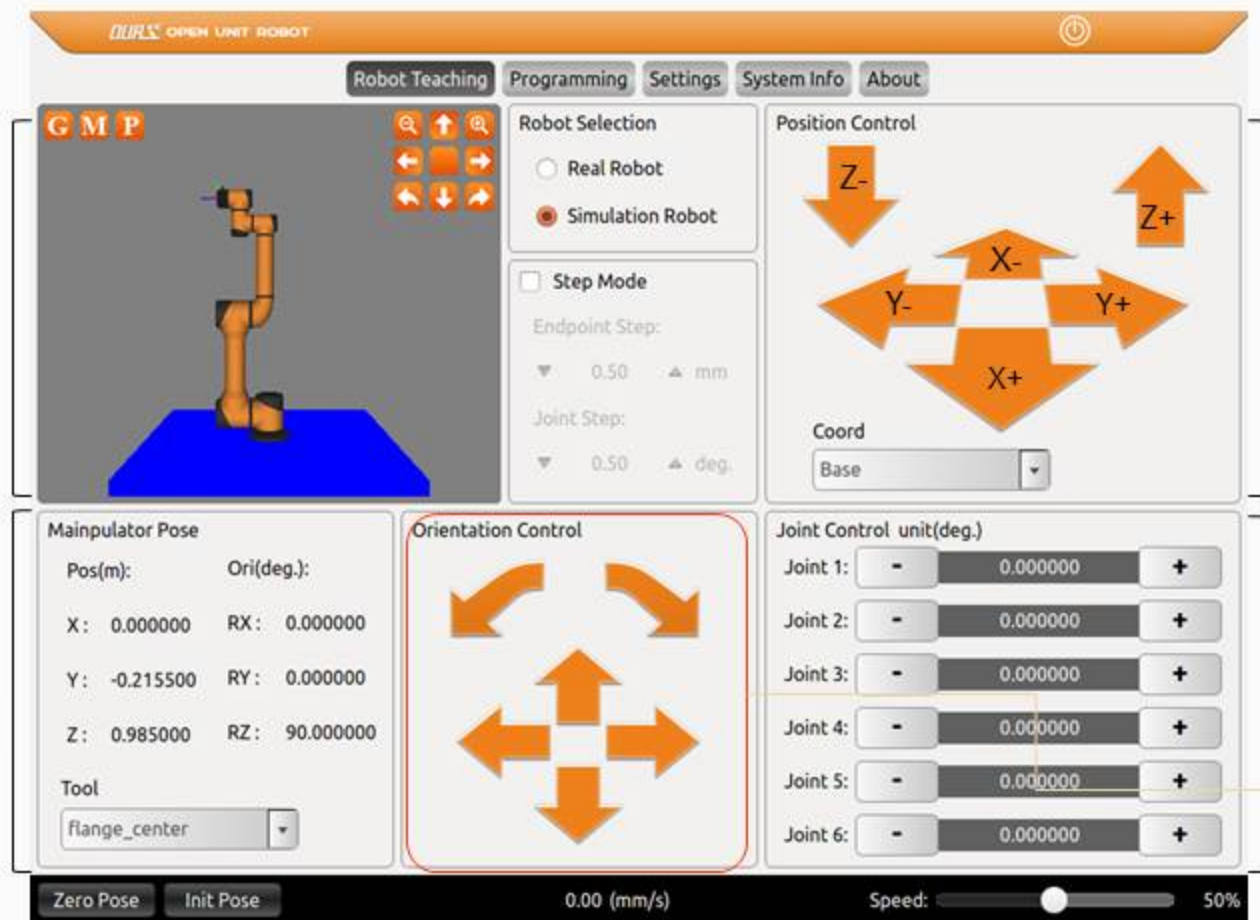 OUR OPEN UNIT ROBOT
Robot Teaching Programming Settings System Info About
G M P
Robot Selection
Real Robot
Simulation Robot
Step Mode
Endpoint Step:
0.50 mm
Joint Step:
0.50 deg.
Position Control
Z-
Z+
X-
Y-
Y+
X+
Coord
Base
Mainpulator Pose
Pos(m): Ori(deg.):
X: 0.000000 RX: 0.000000
Y: -0.215500 RY: 0.000000
Z: 0.985000 RZ: 90.000000
Tool
flange_center
Orientation Control
Joint Control unit(deg.)
Joint 1: - 0.000000 +
Joint 2: - 0.000000 +
Joint 3: - 0.000000 +
Joint 4: - 0.000000 +
Joint 5: - 0.000000 +
Joint 6: - 0.000000 +
Zero Pose Init Pose 0.00 (mm/s) Speed: 50%